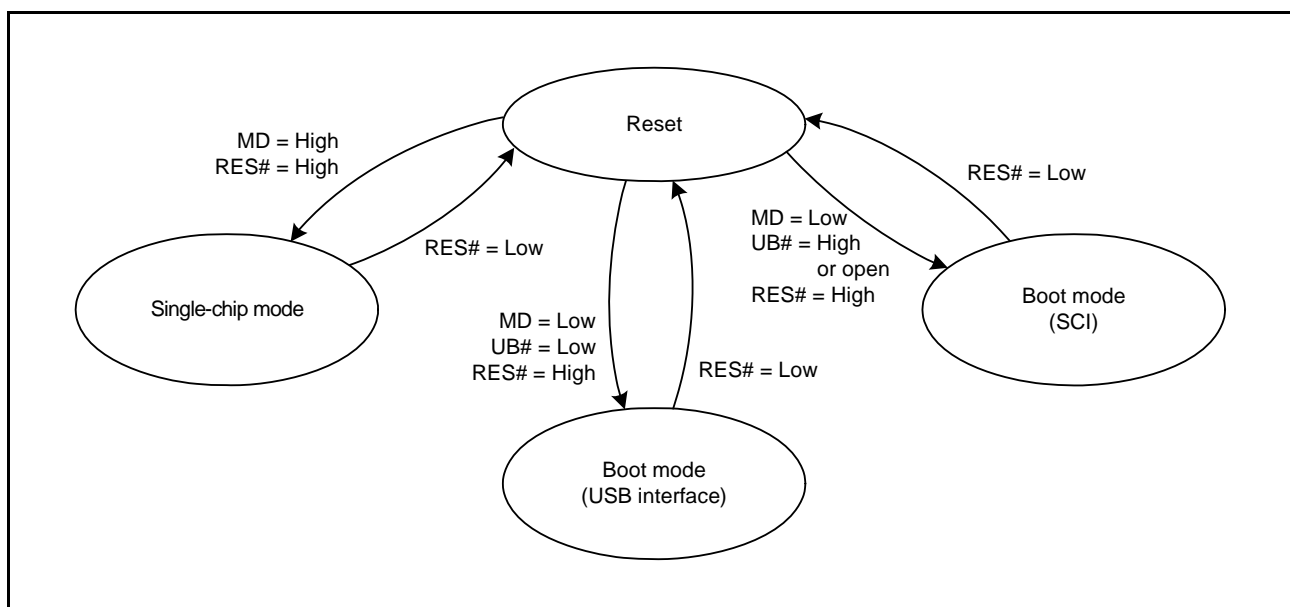 Reset
MD = High
RES# = High
RES# = Low
RES# = Low
MD = Low
UB# = High
or open
RES# = High
Single-chip mode
Boot mode
(SCI)
MD = Low
UB# = Low
RES# = High
RES# = Low
Boot mode
(USB interface)